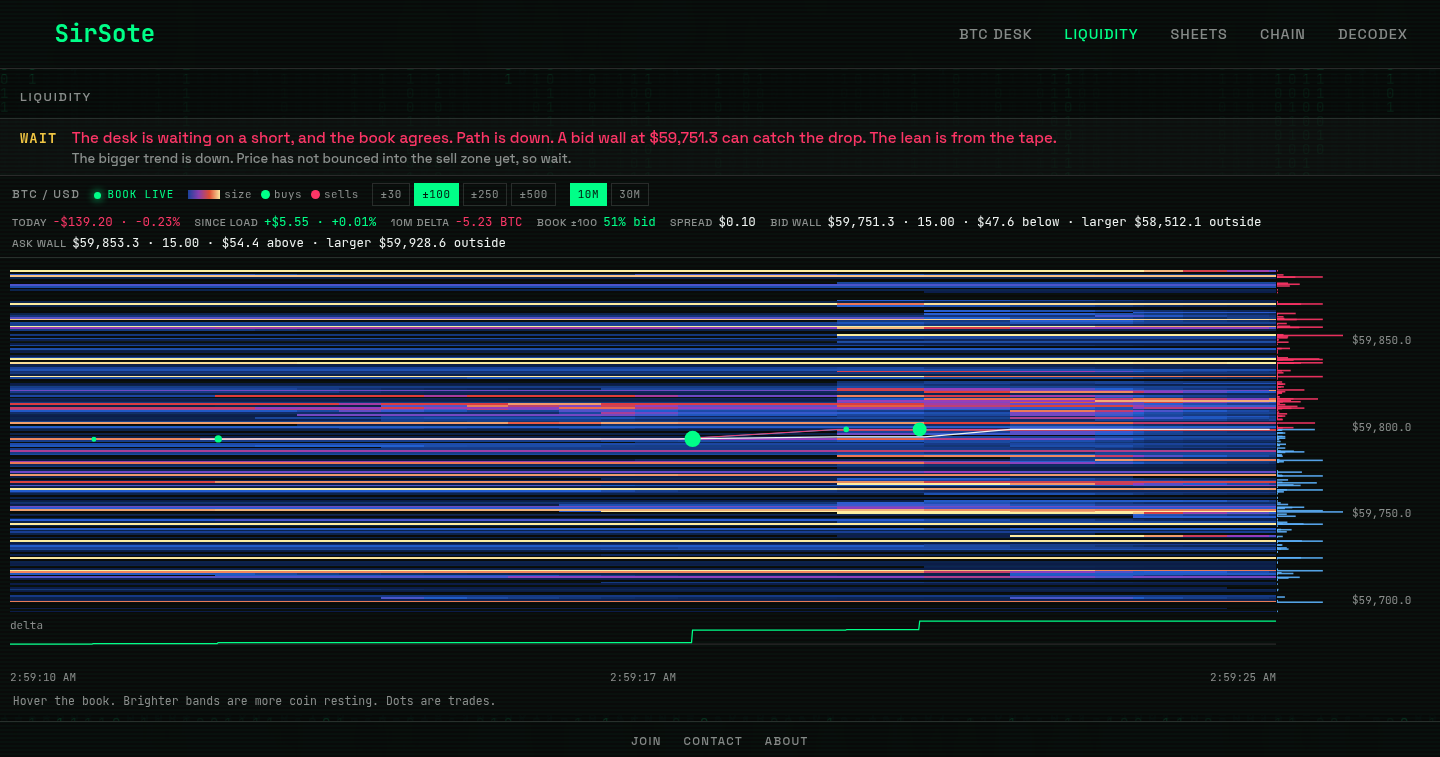 SirSote
BTC DESK LIQUIDITY SHEETS CHAIN DECODEX
LIQUIDITY
WAIT The desk is waiting on a short, and the book agrees. Path is down. A bid wall at $59,751.3 can catch the drop. The lean is from the tape.
The bigger trend is down. Price has not bounced into the sell zone yet, so wait.
BTC / USD BOOK LIVE size buys sells ±30 ±100 ±250 ±500 10M 30M
TODAY -$139.20 · -0.23% SINCE LOAD +$5.55 · +0.01% 10M DELTA -5.23 BTC BOOK ±100 51% bid SPREAD $0.10 BID WALL $59,751.3 · 15.00 · $47.6 below · larger $58,512.1 outside
ASK WALL $59,853.3 · 15.00 · $54.4 above · larger $59,928.6 outside
$59,850.0
$59,800.0
$59,750.0
$59,700.0
delta
2:59:10 AM 2:59:17 AM 2:59:25 AM
Hover the book. Brighter bands are more coin resting. Dots are trades.
JOIN CONTACT ABOUT